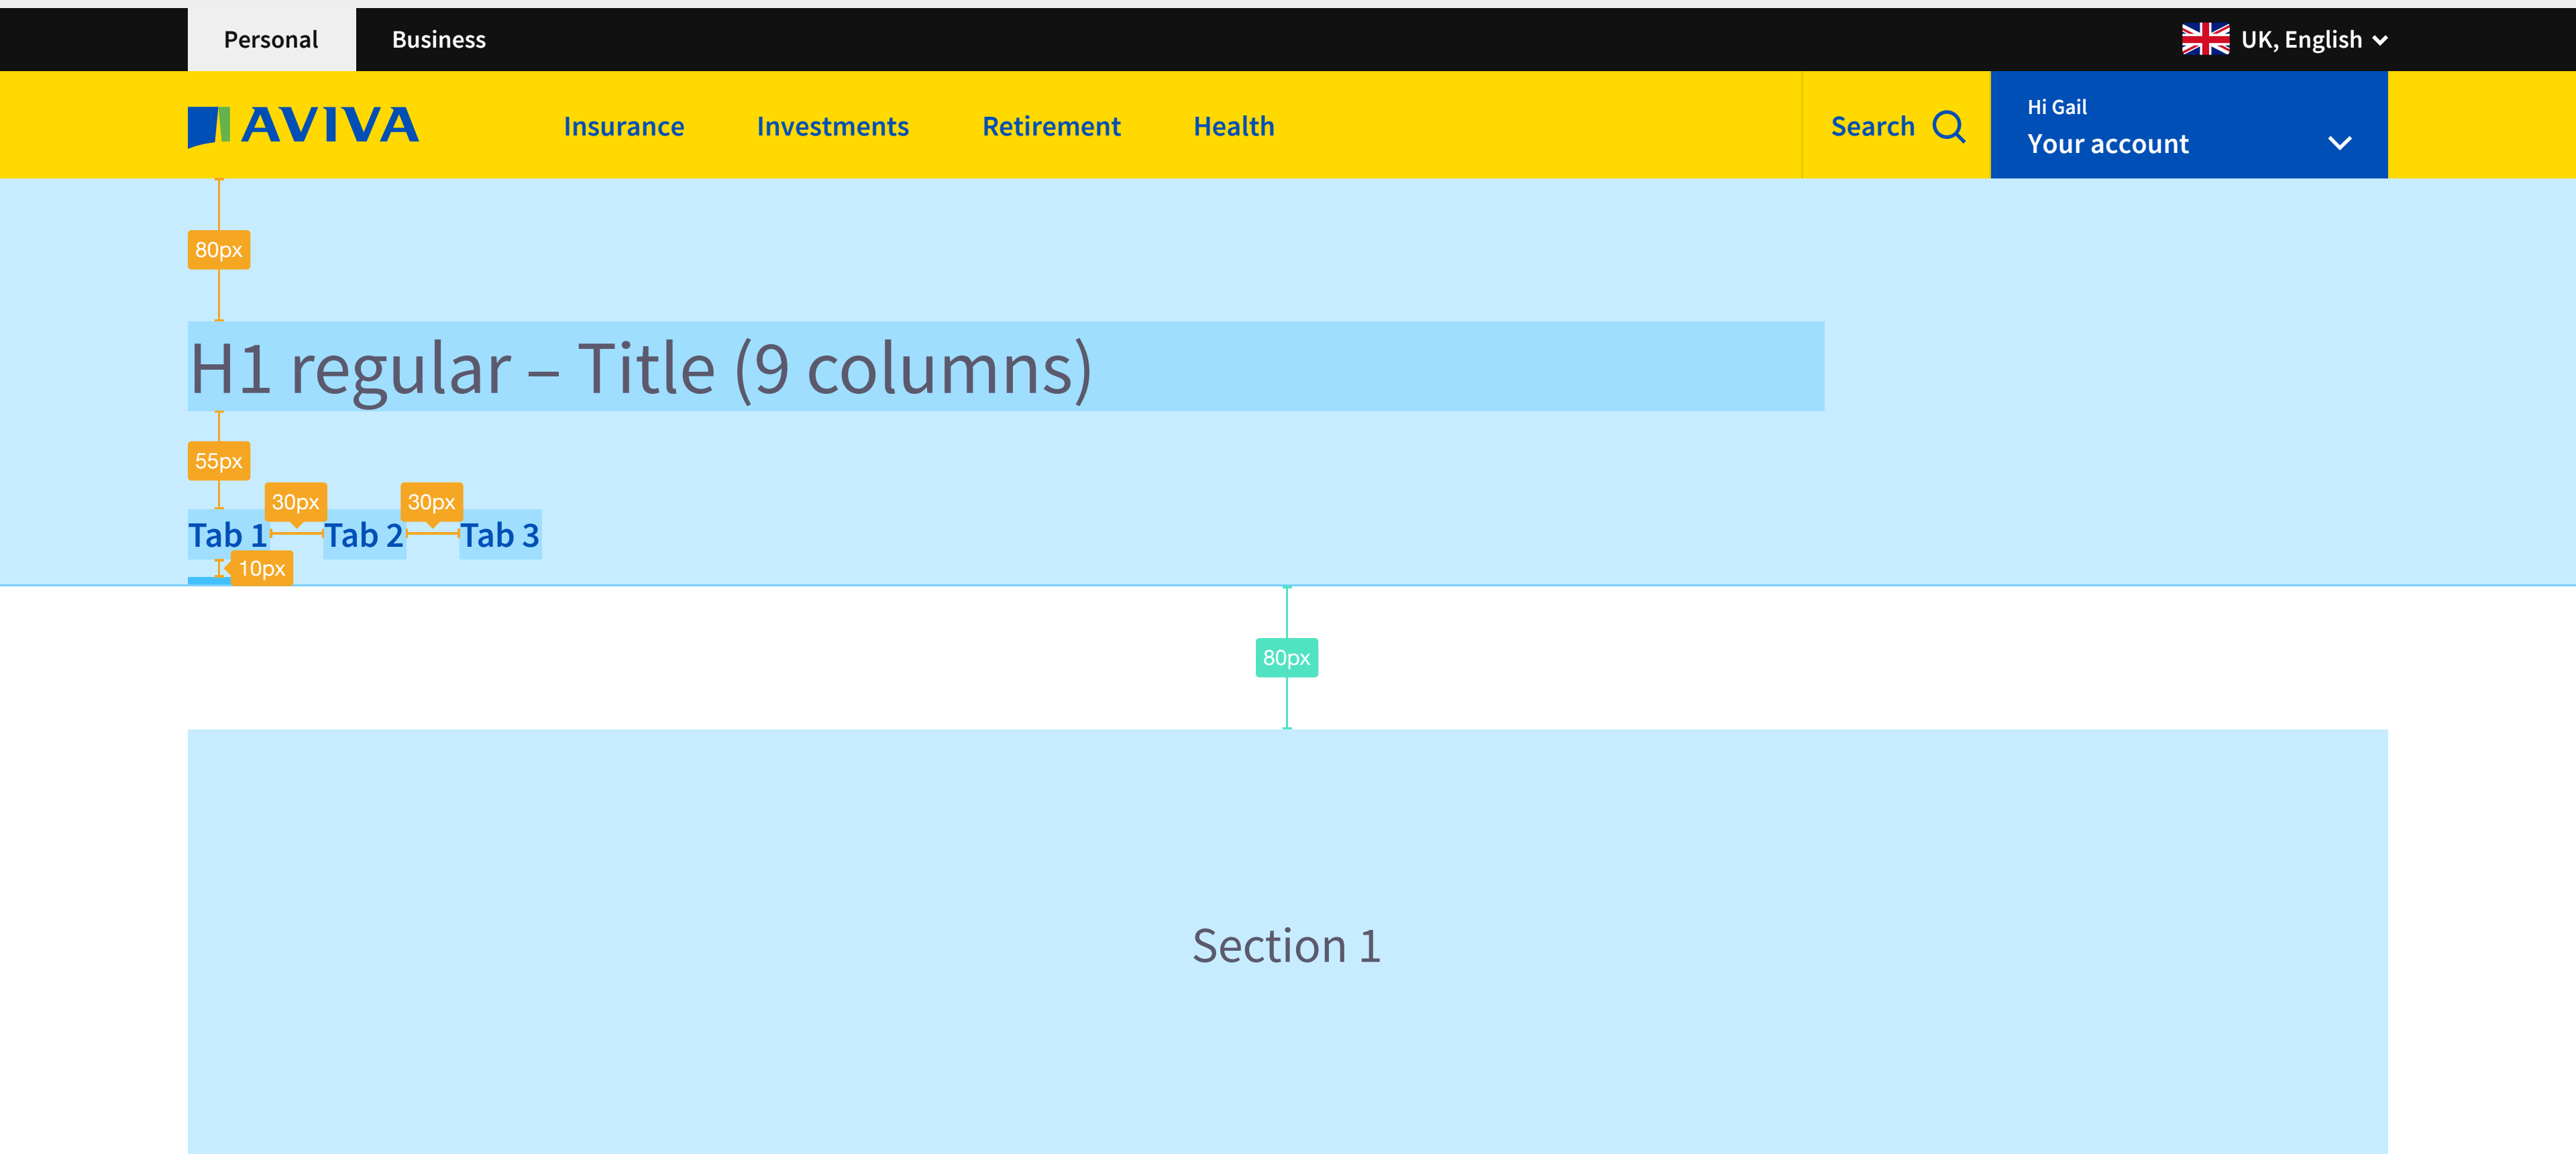 Personal
Business
UK, English
AVIVA
Insurance
Investments
Retirement
Health
Search
Hi Gail
Your account
80px
H1 regular – Title (9 columns)
55px
30px
30px
Tab 1
Tab 2
Tab 3
10px
80px
Section 1